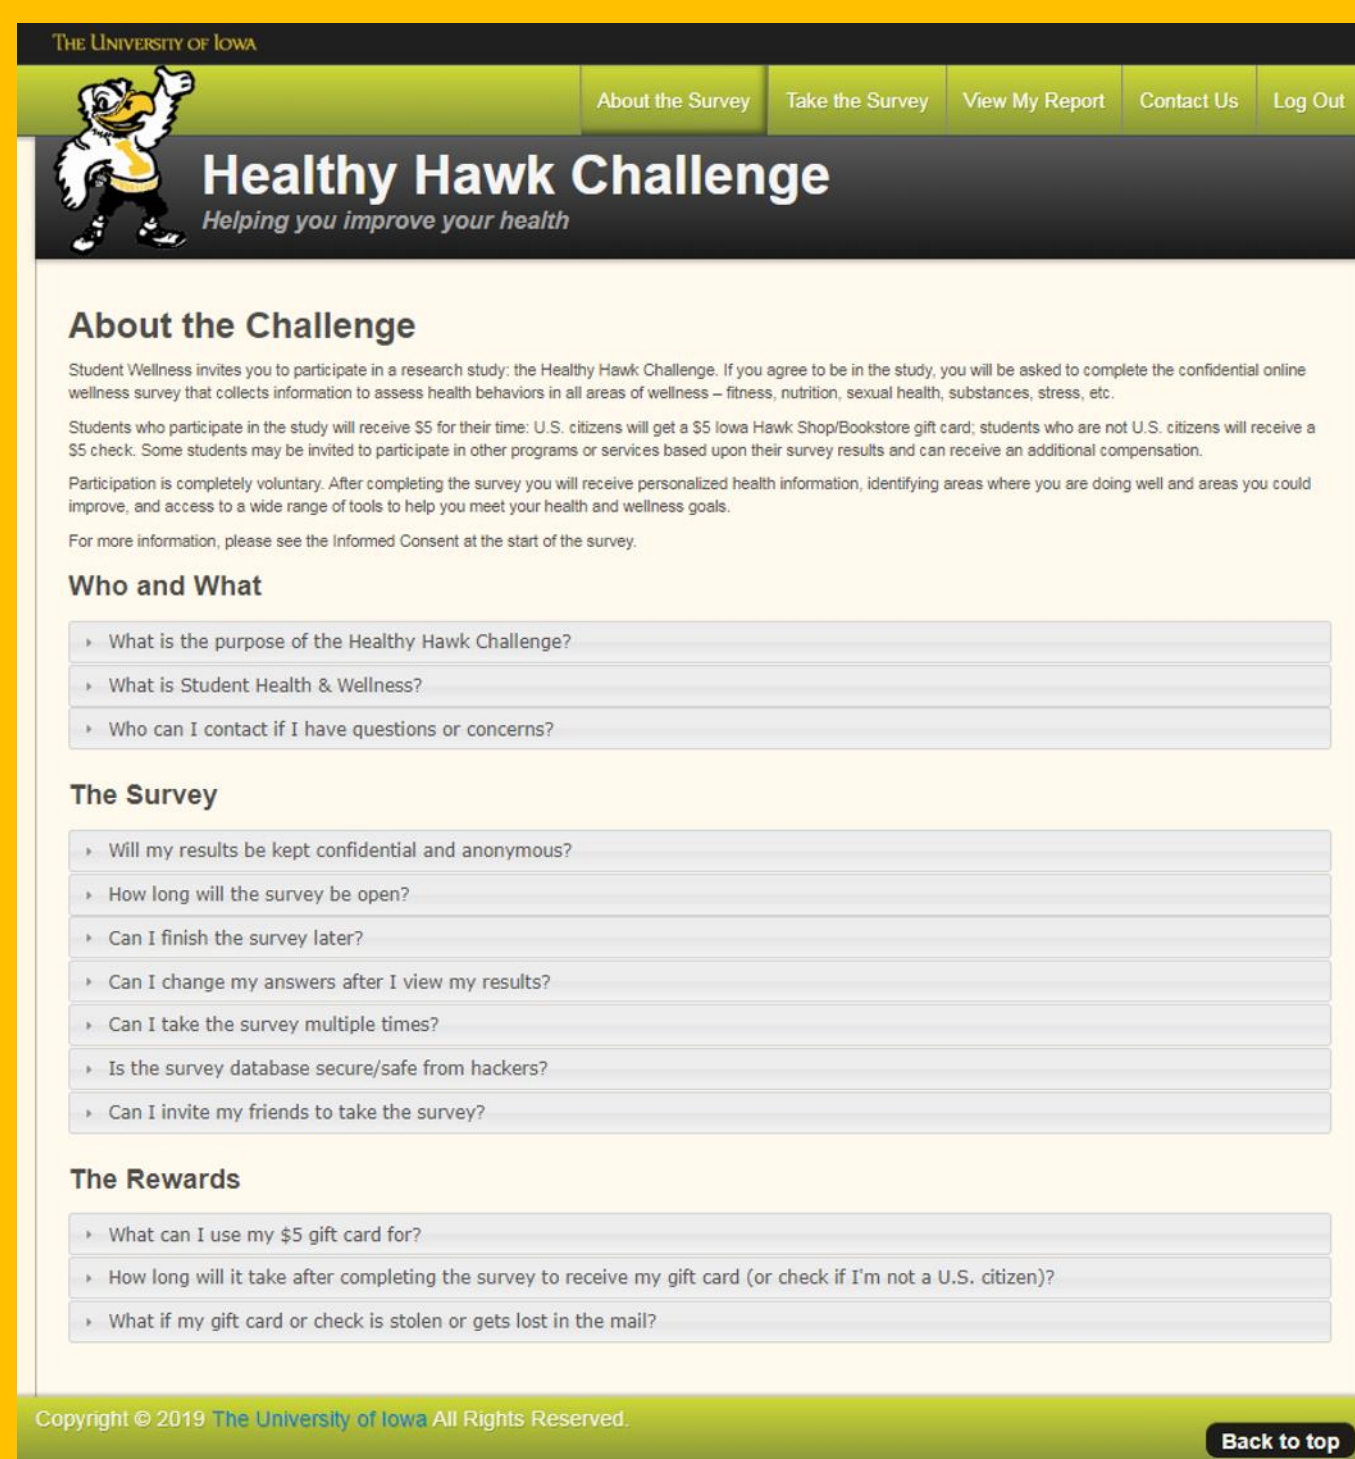 THE UNIVERSITY OF IOWA
About the Survey
Take the Survey
View My Report
Contact Us
Log Out
Healthy Hawk Challenge
Helping you improve your health
About the Challenge
Student Wellness invites you to participate in a research study: the Healthy Hawk Challenge. If you agree to be in the study, you will be asked to complete the confidential online
wellness survey that collects information to assess health behaviors in all areas of wellness – fitness, nutrition, sexual health, substances, stress, etc.
Students who participate in the study will receive $5 for their time: U.S. citizens will get a $5 Iowa Hawk Shop/Bookstore gift card; students who are not U.S. citizens will receive a
$5 check. Some students may be invited to participate in other programs or services based upon their survey results and can receive an additional compensation.
Participation is completely voluntary. After completing the survey you will receive personalized health information, identifying areas where you are doing well and areas you could
improve, and access to a wide range of tools to help you meet your health and wellness goals.
For more information, please see the Informed Consent at the start of the survey.
Who and What
What is the purpose of the Healthy Hawk Challenge?
What is Student Health & Wellness?
Who can I contact if I have questions or concerns?
The Survey
Will my results be kept confidential and anonymous?
How long will the survey be open?
Can I finish the survey later?
Can I change my answers after I view my results?
Can I take the survey multiple times?
Is the survey database secure/safe from hackers?
Can I invite my friends to take the survey?
The Rewards
What can I use my $5 gift card for?
How long will it take after completing the survey to receive my gift card (or check if I'm not a U.S. citizen)?
What if my gift card or check is stolen or gets lost in the mail?
Copyright © 2019 The University of Iowa All Rights Reserved.
Back to top